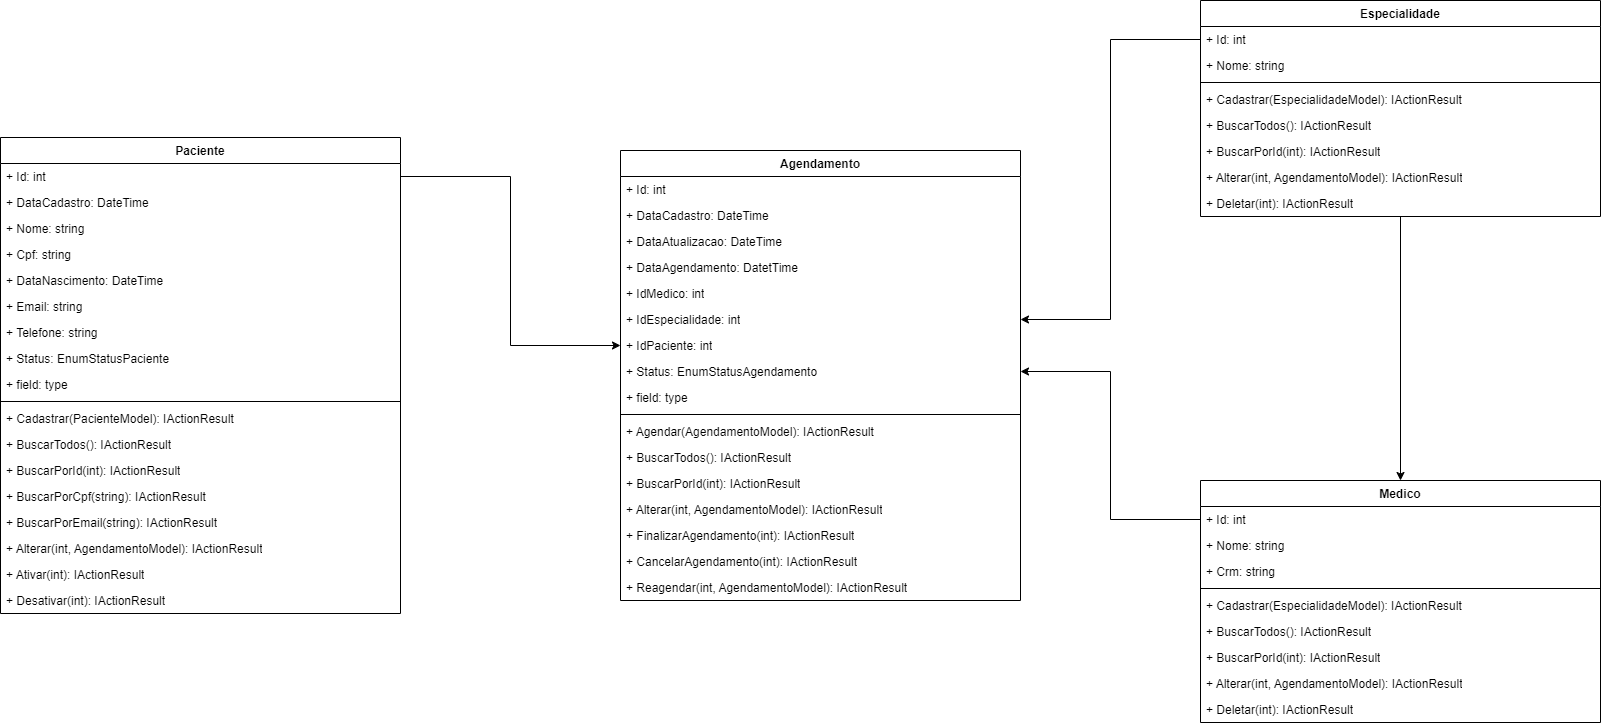 Paciente
+ Id: int
+ DataCadastro: DateTime
+ Nome: string
+ Cpf: string
+ DataNascimento: DateTime
+ Email: string
+ Telefone: string
+ Status: EnumStatusPaciente
+ field: type
+ Cadastrar(PacienteModel): IActionResult
+ BuscarTodos(): IActionResult
+ BuscarPorId(int): IActionResult
+ BuscarPorCpf(string): IActionResult
+ BuscarPorEmail(string): IActionResult
+ Alterar(int, AgendamentoModel): IActionResult
+ Ativar(int): IActionResult
+ Desativar(int): IActionResult
Agendamento
+ Id: int
+ DataCadastro: DateTime
+ DataAtualizacao: DateTime
+ DataAgendamento: DatetTime
+ IdMedico: int
+ IdEspecialidade: int
+ IdPaciente: int
+ Status: EnumStatusAgendamento
+ field: type
+ Agendar(AgendamentoModel): IActionResult
+ BuscarTodos(): IActionResult
+ BuscarPorId(int): IActionResult
+ Alterar(int, AgendamentoModel): IActionResult
+ FinalizarAgendamento(int): IActionResult
+ CancelarAgendamento(int): IActionResult
+ Reagendar(int, AgendamentoModel): IActionResult
Especialidade
+ Id: int
+ Nome: string
+ Cadastrar(EspecialidadeModel): IActionResult
+ BuscarTodos(): IActionResult
+ BuscarPorId(int): IActionResult
+ Alterar(int, AgendamentoModel): IActionResult
+ Deletar(int): IActionResult
Medico
+ Id: int
+ Nome: string
+ Crm: string
+ Cadastrar(EspecialidadeModel): IActionResult
+ BuscarTodos(): IActionResult
+ BuscarPorId(int): IActionResult
+ Alterar(int, AgendamentoModel): IActionResult
+ Deletar(int): IActionResult